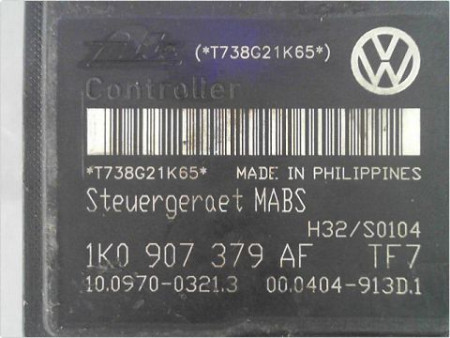 Ate (*T738G21K65*)
Controller
*T738G21K65* MADE IN PHILIPPINES
Steuergeraet MABS
H32/S0104
1K0 907 379 AF TF7
10.0970-0321.3 00.0404-913D.1